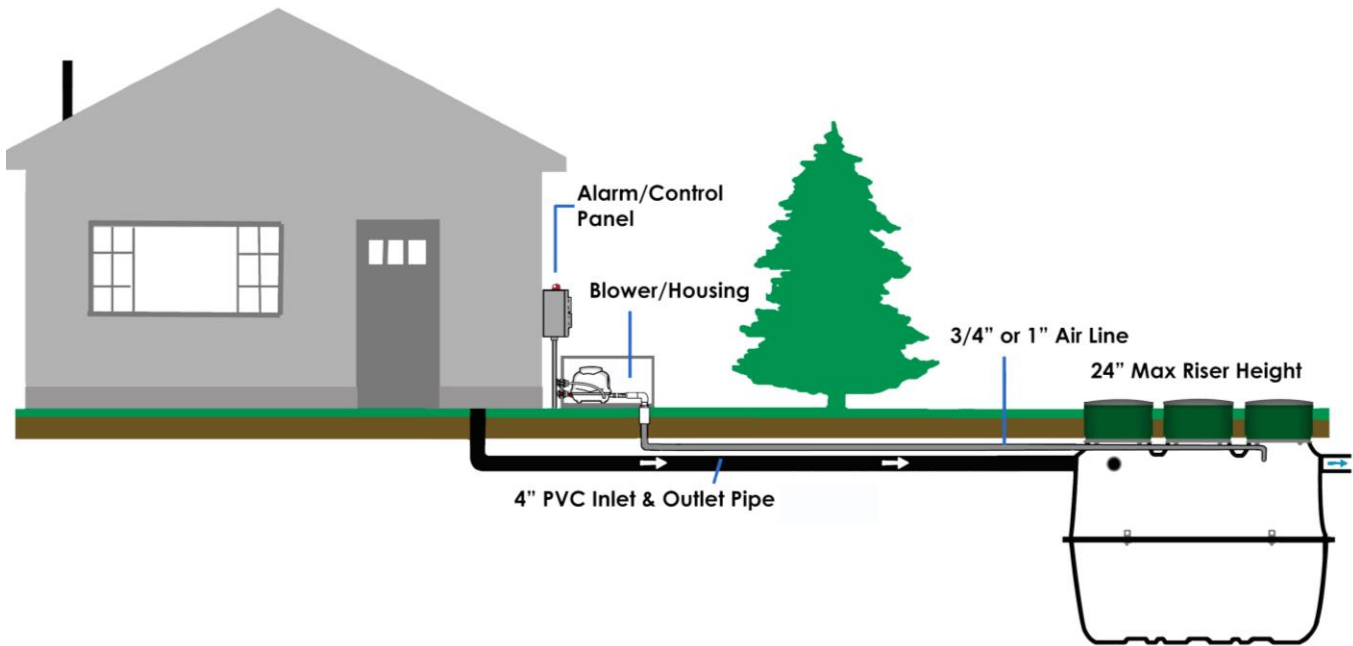 Alarm/Control
Panel
Blower/Housing
3/4” or 1” Air Line
24” Max Riser Height
4” PVC Inlet & Outlet Pipe